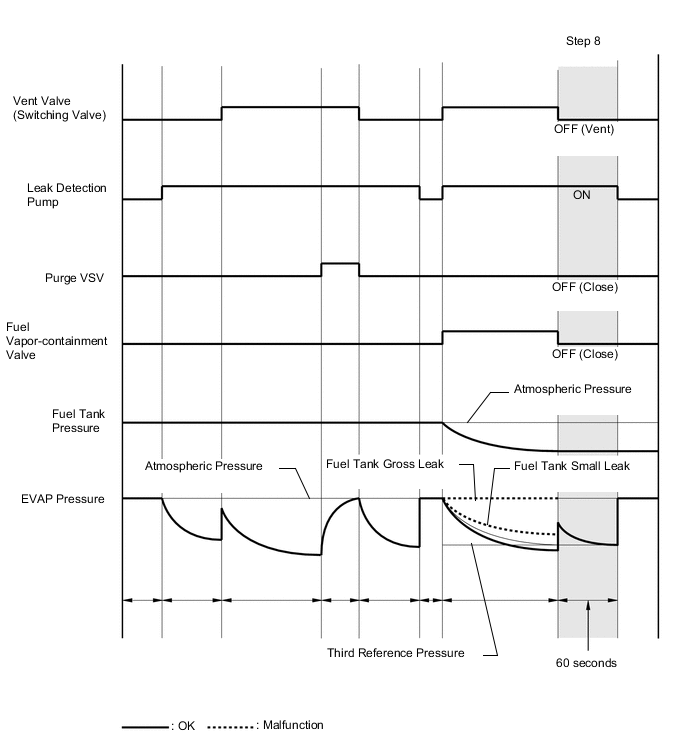 Step 8
Vent Valve
(Switching Valve)
OFF (Vent)
Leak Detection
Pump
ON
Purge VSV
OFF (Close)
Fuel
Vapor-containment
Valve
OFF (Close)
Atmospheric Pressure
Fuel Tank
Pressure
Atmospheric Pressure
Fuel Tank Gross Leak
Fuel Tank Small Leak
EVAP Pressure
Third Reference Pressure
60 seconds
: OK
: Malfunction